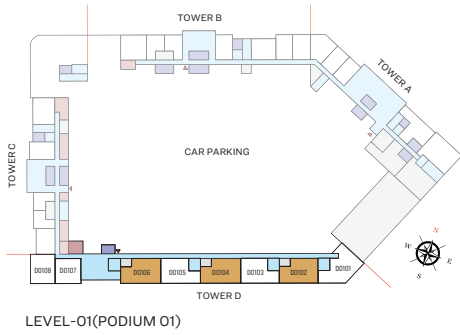 TOWER B
TOWER A
TOWER C
CAR PARKING
N
W
E
S
D0108
D0107
D0106
D0105
D0104
D0103
D0102
D0101
TOWER D
LEVEL-01(PODIUM 01)